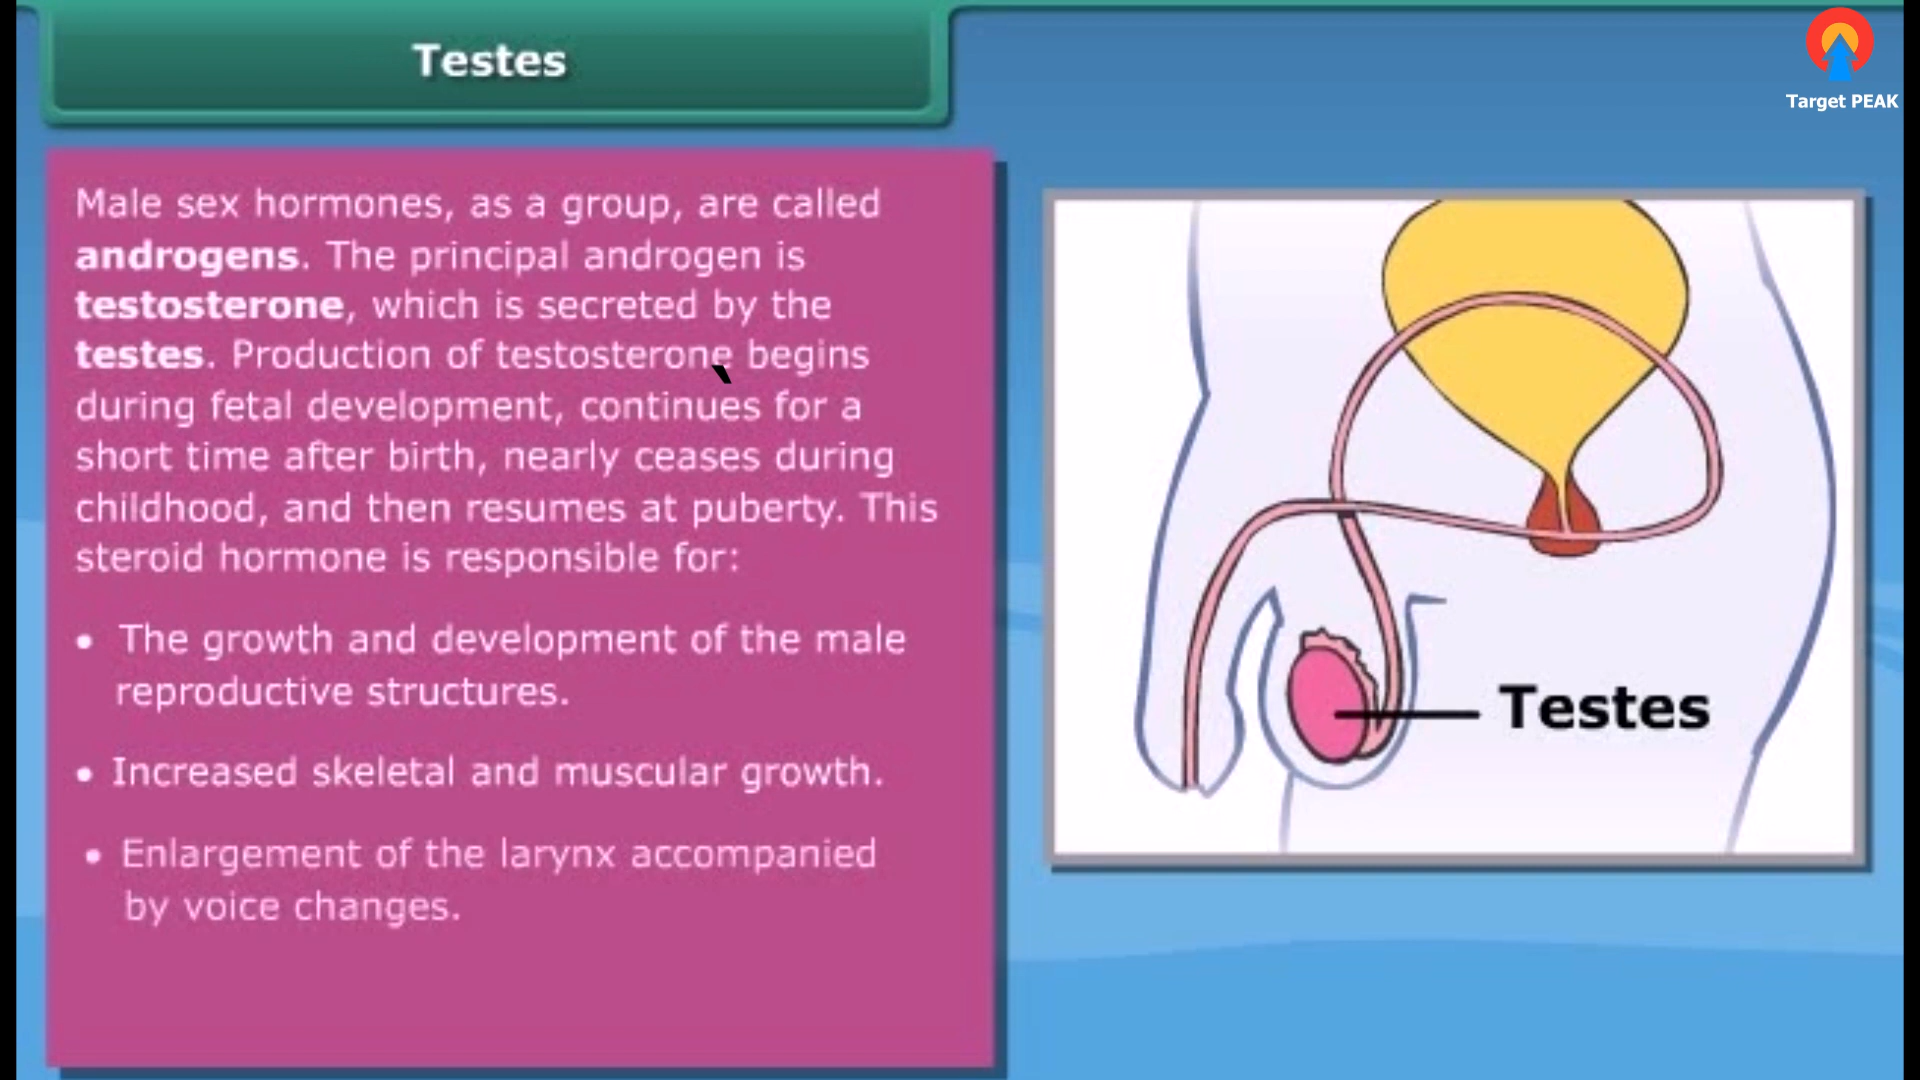 Testes
Target PEAK
Male sex hormones, as a group, are called
androgens. The principal androgen is
testosterone, which is secreted by the
testes. Production of testosterone begins
during fetal development, continues for a
short time after birth, nearly ceases during
childhood, and then resumes at puberty. This
steroid hormone is responsible for:
• The growth and development of the male
reproductive structures.
• Increased skeletal and muscular growth.
• Enlargement of the larynx accompanied
by voice changes.
Testes